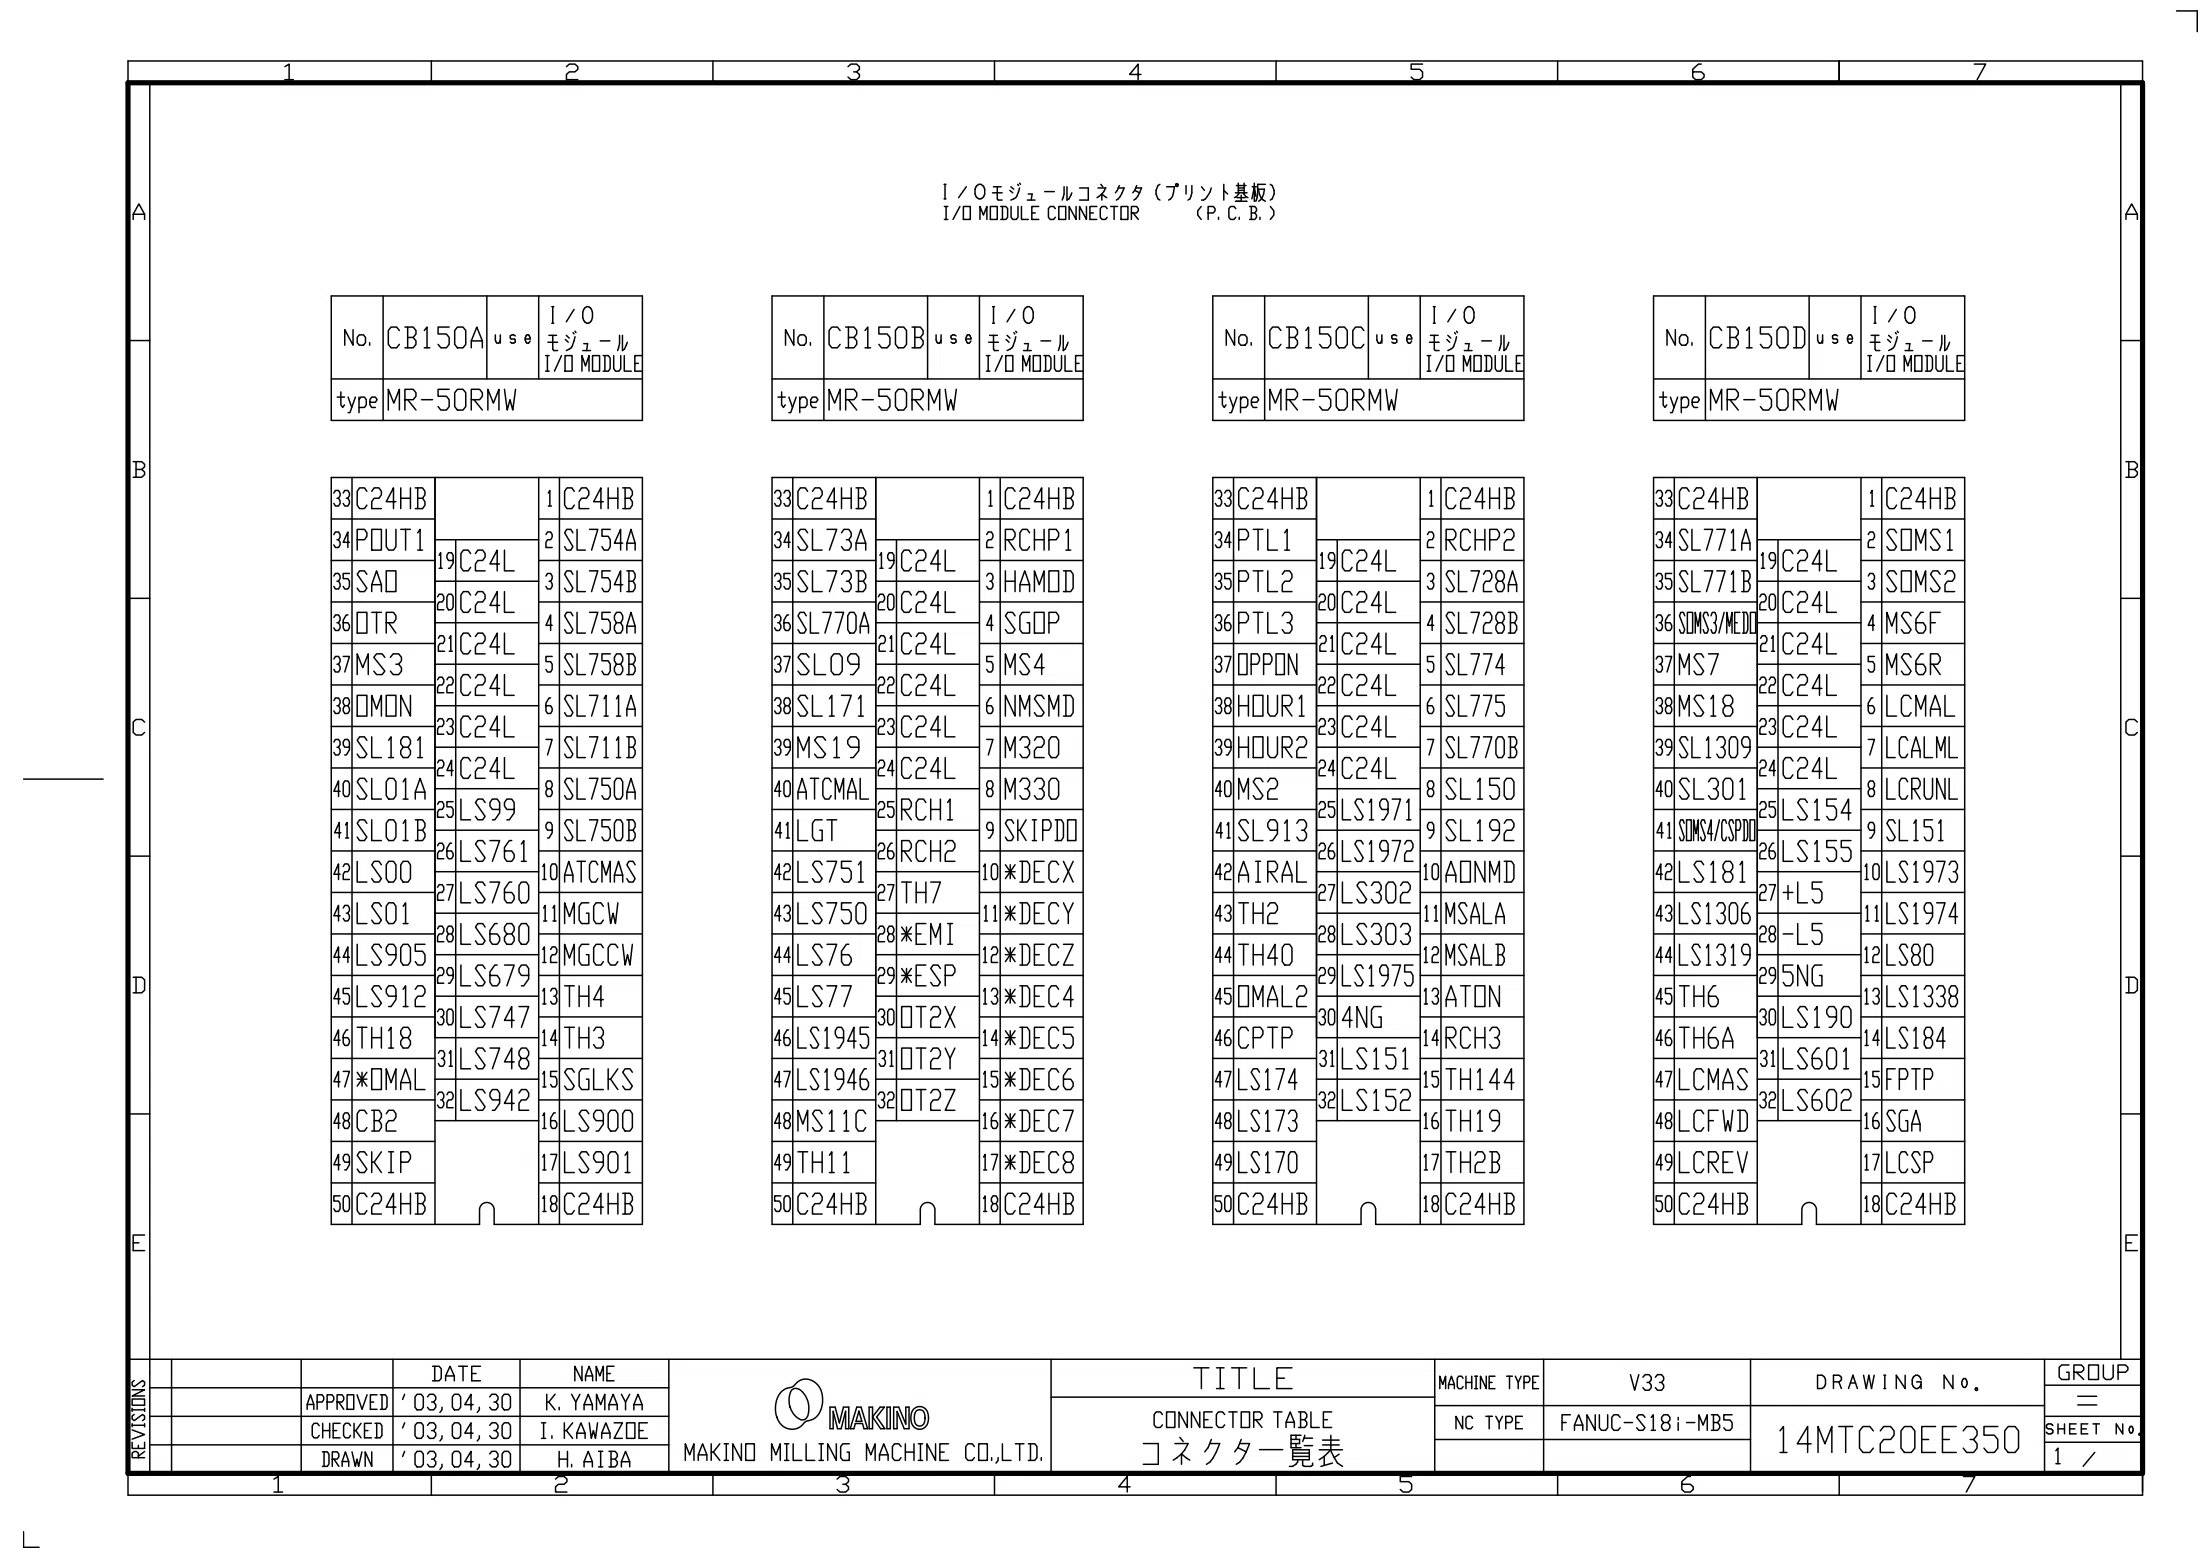 1 2 3 4 5 6 7
A A
I/Oモジュールコネクタ(プリント基板)
I/O MODULE CONNECTOR (P.C.B.)
No. CB150A use I/O モジュール I/O MODULE
type MR-50RMW
No. CB150B use I/O モジュール I/O MODULE
type MR-50RMW
No. CB150C use I/O モジュール I/O MODULE
type MR-50RMW
No. CB150D use I/O モジュール I/O MODULE
type MR-50RMW
B B
C C
D D
E E
33 C24HB
34 POUT1
35 SAO
36 OTR
37 MS3
38 OMON
39 SL181
40 SL01A
41 SL01B
42 LS00
43 LS01
44 LS905
45 LS912
46 TH18
47 *OMAL
48 CB2
49 SKIP
50 C24HB
19 C24L
20 C24L
21 C24L
22 C24L
23 C24L
24 C24L
25 LS99
26 LS761
27 LS760
28 LS680
29 LS679
30 LS747
31 LS748
32 LS942
1 C24HB
2 SL754A
3 SL754B
4 SL758A
5 SL758B
6 SL711A
7 SL711B
8 SL750A
9 SL750B
10 ATCMAS
11 MGCW
12 MGCCW
13 TH4
14 TH3
15 SGLKS
16 LS900
17 LS901
18 C24HB
33 C24HB
34 SL73A
35 SL73B
36 SL770A
37 SL09
38 SL171
39 MS19
40 ATCMAL
41 LGT
42 LS751
43 LS750
44 LS76
45 LS77
46 LS1945
47 LS1946
48 MS11C
49 TH11
50 C24HB
19 C24L
20 C24L
21 C24L
22 C24L
23 C24L
24 C24L
25 RCH1
26 RCH2
27 TH7
28 *EMI
29 *ESP
30 OT2X
31 OT2Y
32 OT2Z
1 C24HB
2 RCHP1
3 HAMOD
4 SGOP
5 MS4
6 NMSMD
7 M320
8 M330
9 SKIPDO
10 *DECX
11 *DECY
12 *DECZ
13 *DEC4
14 *DEC5
15 *DEC6
16 *DEC7
17 *DEC8
18 C24HB
33 C24HB
34 PTL1
35 PTL2
36 PTL3
37 OPPON
38 HOUR1
39 HOUR2
40 MS2
41 SL913
42 AIRAL
43 TH2
44 TH40
45 OMAL2
46 CPTP
47 LS174
48 LS173
49 LS170
50 C24HB
19 C24L
20 C24L
21 C24L
22 C24L
23 C24L
24 C24L
25 LS1971
26 LS1972
27 LS302
28 LS303
29 LS1975
30 4NG
31 LS151
32 LS152
1 C24HB
2 RCHP2
3 SL728A
4 SL728B
5 SL774
6 SL775
7 SL770B
8 SL150
9 SL192
10 AONMD
11 MSALA
12 MSALB
13 ATON
14 RCH3
15 TH144
16 TH19
17 TH2B
18 C24HB
33 C24HB
34 SL771A
35 SL771B
36 SOMS3/MEDO
37 MS7
38 MS18
39 SL1309
40 SL301
41 SOMS4/CSPDO
42 LS181
43 LS1306
44 LS1319
45 TH6
46 TH6A
47 LCMAS
48 LCFWD
49 LCREV
50 C24HB
19 C24L
20 C24L
21 C24L
22 C24L
23 C24L
24 C24L
25 LS154
26 LS155
27 +L5
28 -L5
29 5NG
30 LS190
31 LS601
32 LS602
1 C24HB
2 SOMS1
3 SOMS2
4 MS6F
5 MS6R
6 LCMAL
7 LCALML
8 LCRUNL
9 SL151
10 LS1973
11 LS1974
12 LS80
13 LS1338
14 LS184
15 FPTP
16 SGA
17 LCSP
18 C24HB
REVISIONS
DATE NAME
APPROVED '03,04,30 K. YAMAYA
CHECKED '03,04,30 I. KAWAZOE
DRAWN '03,04,30 H. AIBA
MAKINO
MAKINO MILLING MACHINE CO.,LTD.
TITLE
CONNECTOR TABLE
コネクタ一覧表
MACHINE TYPE V33
NC TYPE FANUC-S18i-MB5
DRAWING No.
14MTC20EE350
GROUP
=
SHEET No.
1 /
1 2 3 4 5 6 7